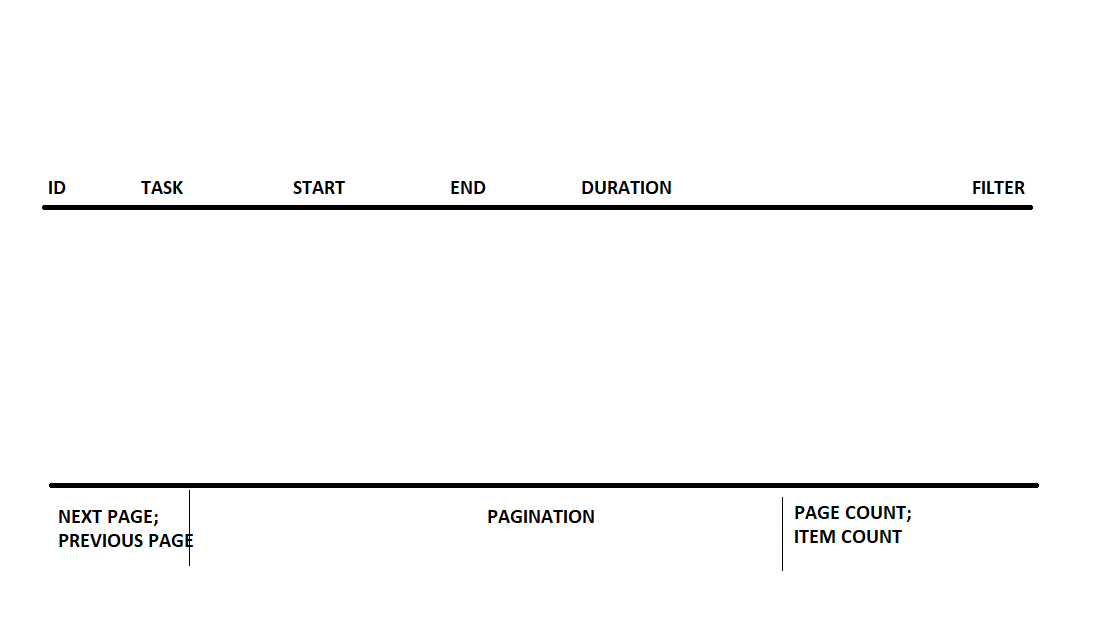 ID TASK START END DURATION FILTER
NEXT PAGE;
PREVIOUS PAGE
PAGINATION
PAGE COUNT;
ITEM COUNT